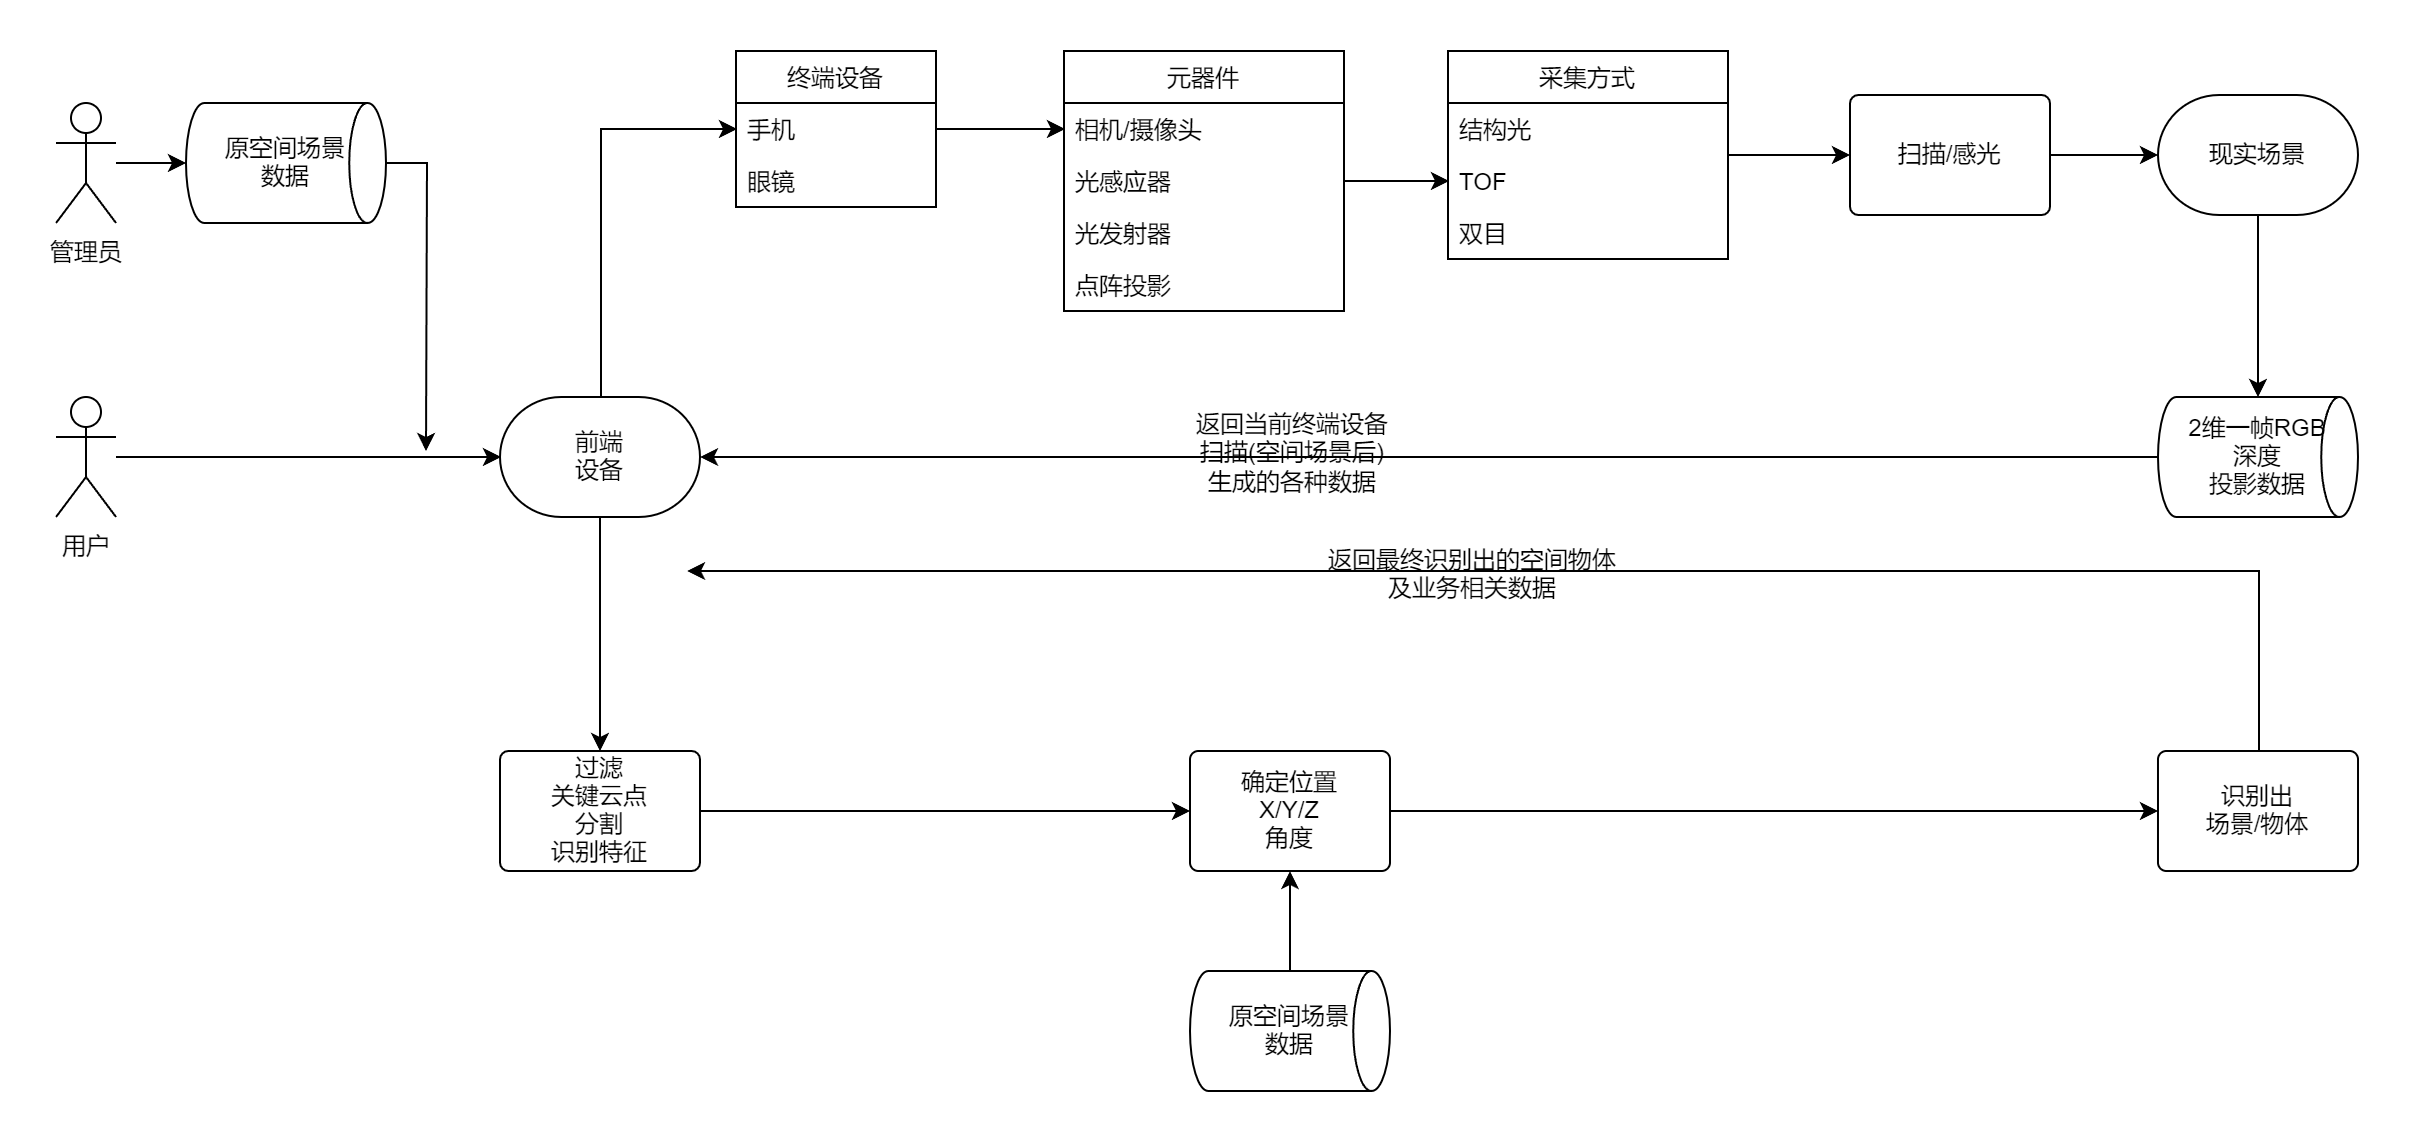 终端设备
手机
眼镜
元器件
相机/摄像头
光感应器
光发射器
点阵投影
采集方式
结构光
TOF
双目
扫描/感光
现实场景
原空间场景
数据
管理员
用户
前端
设备
返回当前终端设备
扫描(空间场景后)
生成的各种数据
2维一帧RGB
深度
投影数据
返回最终识别出的空间物体
及业务相关数据
过滤
关键云点
分割
识别特征
确定位置
X/Y/Z
角度
识别出
场景/物体
原空间场景
数据